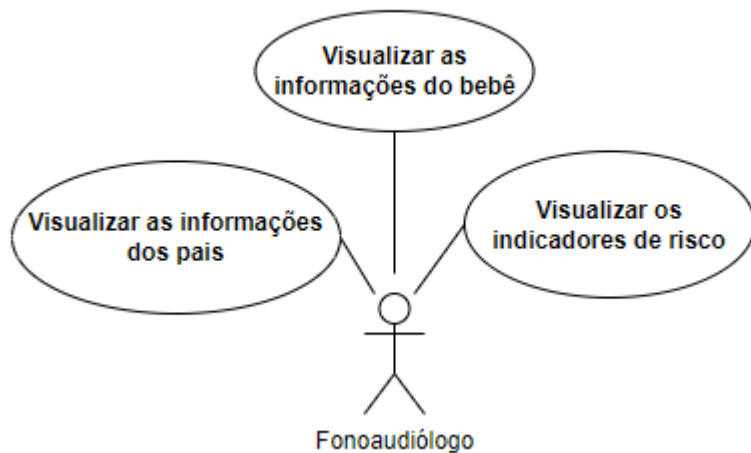 Visualizar as
informações do bebê
Visualizar as informações
dos pais
Visualizar os
indicadores de risco
Fonoaudiólogo